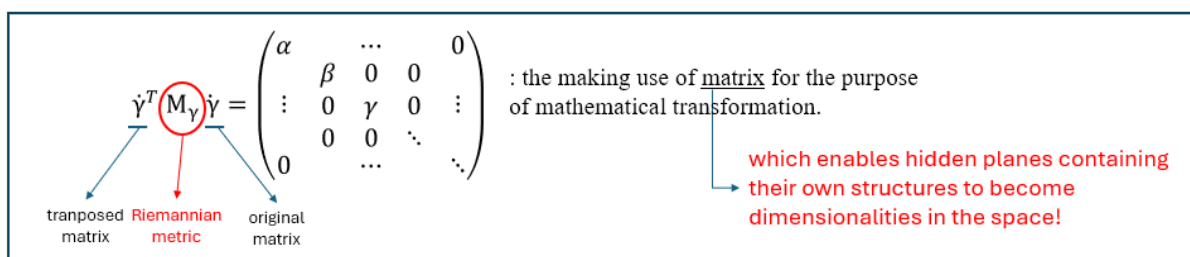 γ̇ᵀ M_γ γ̇ = ( α ⋯ 0
β 0 0
⋮ 0 γ 0 ⋮
0 0 ⋱
0 ⋯ ⋱ )
: the making use of matrix for the purpose
of mathematical transformation.
which enables hidden planes containing
their own structures to become
dimensionalities in the space!
tranposed
matrix
Riemannian
metric
original
matrix